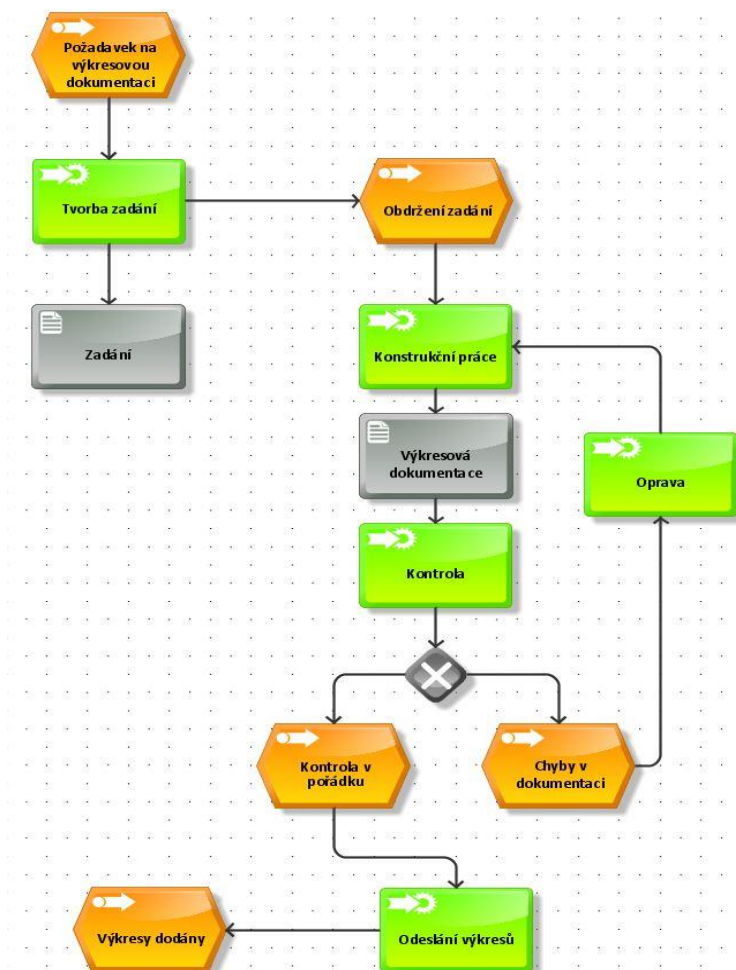 Požadavek na
výkresovou
dokumentaci
Tvorba zadání
Obdržení zadání
Zadání
Konstrukční práce
Výkresová
dokumentace
Oprava
Kontrola
Kontrola v
pořádku
Chyby v
dokumentaci
Výkresy dodány
Odeslání výkresů